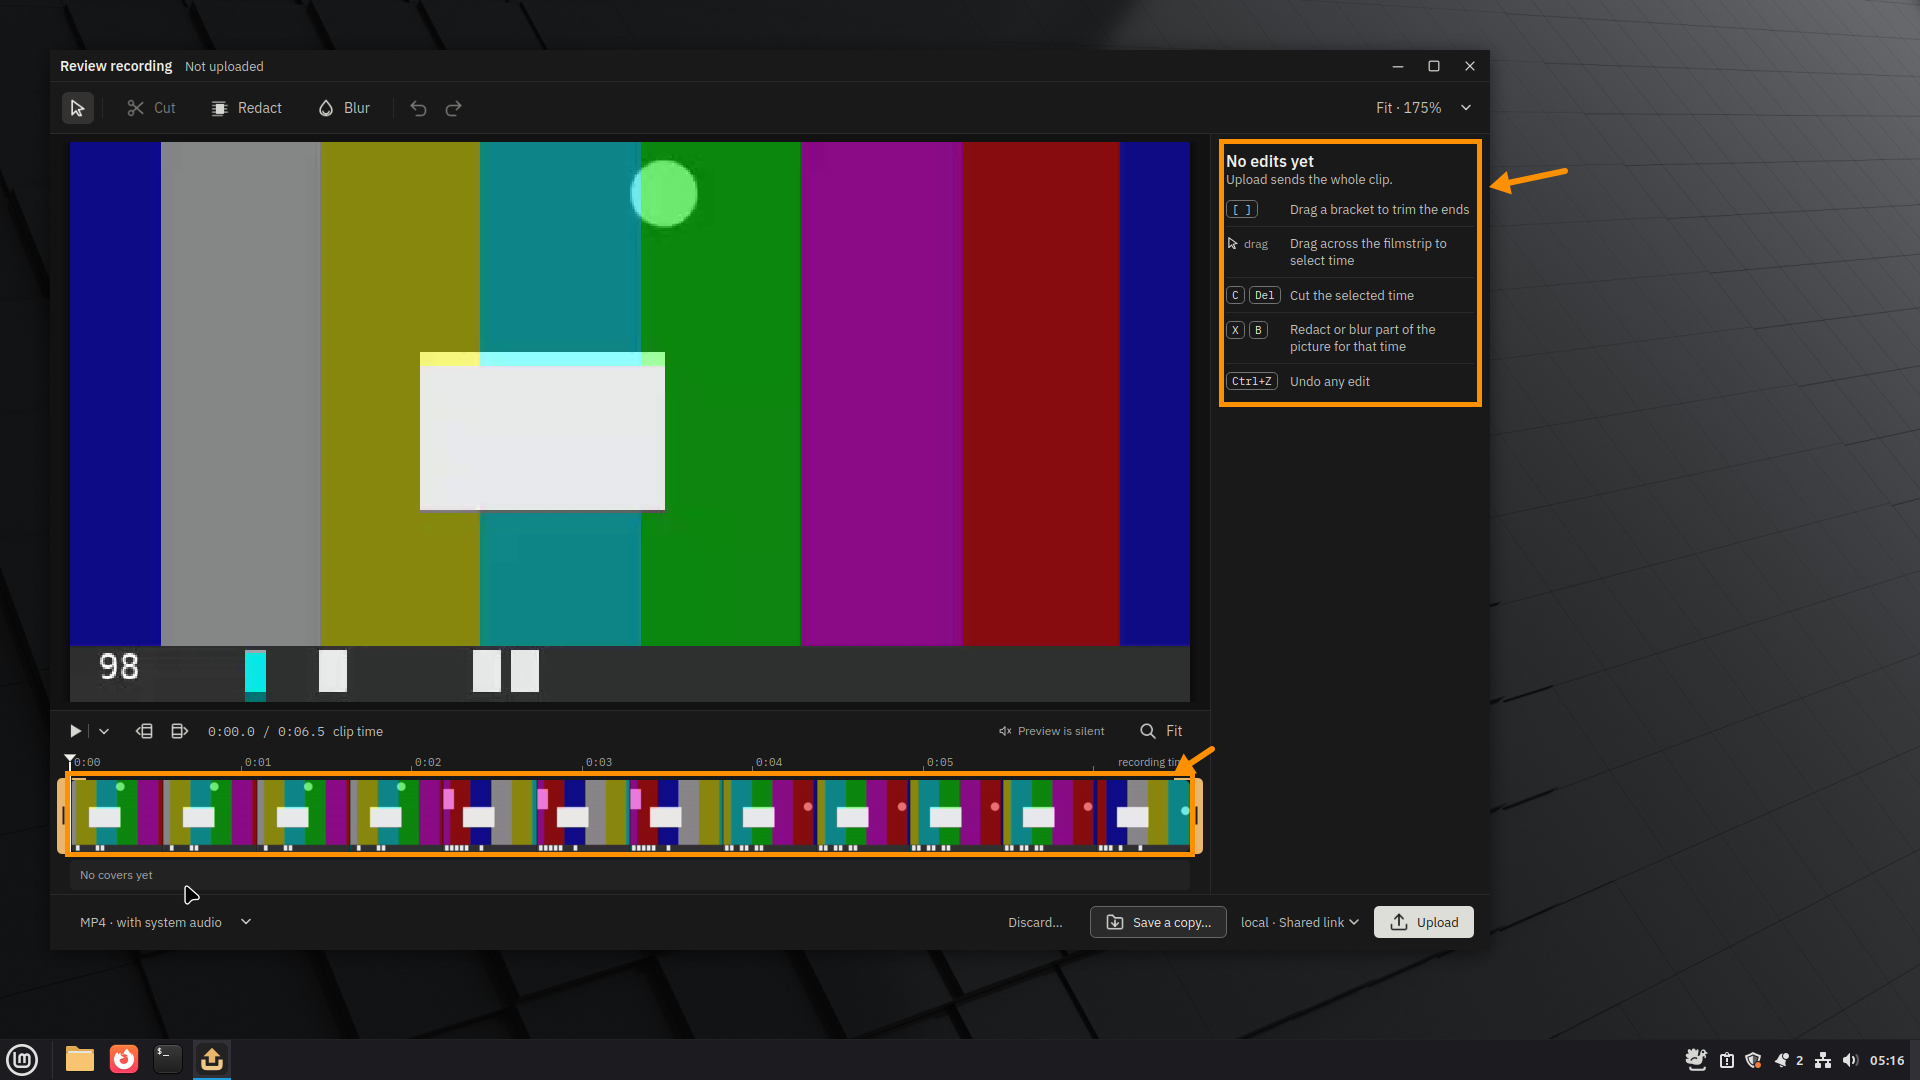 Review recording Not uploaded
Cut Redact Blur Fit · 175%
No edits yet
Upload sends the whole clip.
[ ] Drag a bracket to trim the ends
drag Drag across the filmstrip to
select time
C Del Cut the selected time
X B Redact or blur part of the
picture for that time
Ctrl+Z Undo any edit
98
0:00.0 / 0:06.5 clip time Preview is silent Fit
0:00 0:01 0:02 0:03 0:04 0:05 recording
No covers yet
MP4 · with system audio Discard... Save a copy... local · Shared link Upload
$_ 2 05:16